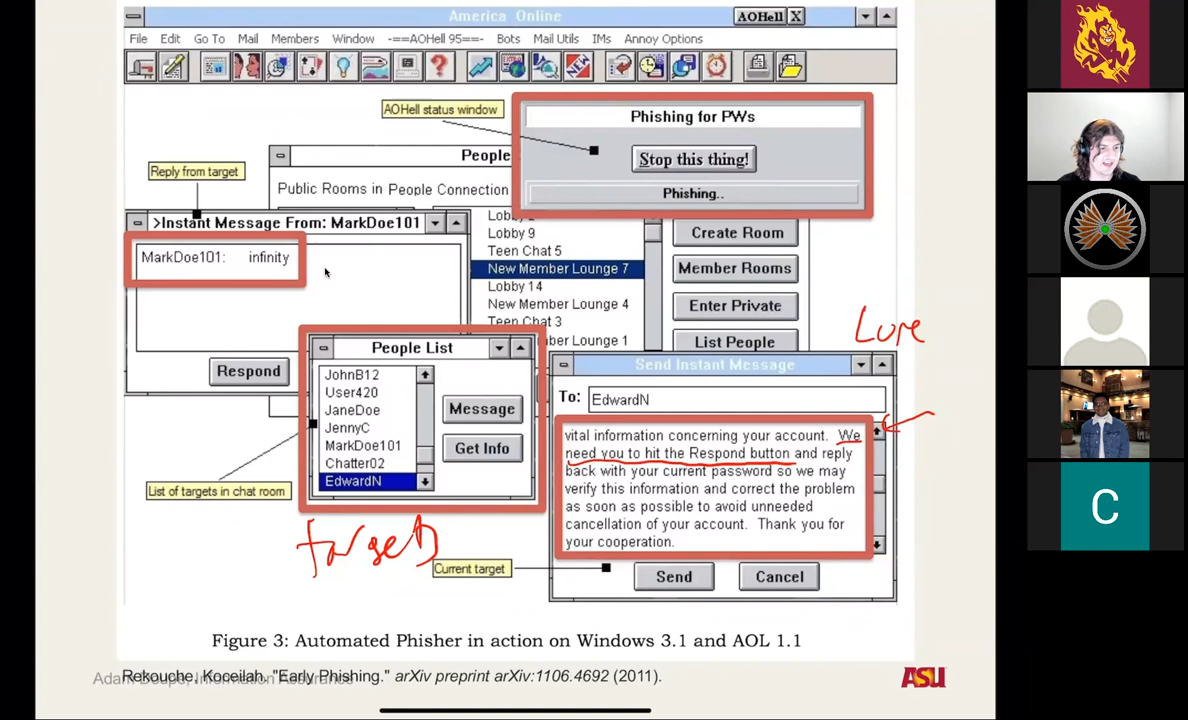 America Online
AOHell X
File Edit Go To Mail Members Window -==AOHell 95==- Bots Mail Utils IMs Annoy Options
AOHell status window
Phishing for PWs
Stop this thing!
Phishing..
Reply from target
People
Public Rooms in People Connection
>Instant Message From: MarkDoe101
MarkDoe101: infinity
Respond
Lobby
Lobby 9
Teen Chat 5
New Member Lounge 7
Lobby 14
New Member Lounge 4
Teen Chat 3
ember Lounge 1
Create Room
Member Rooms
Enter Private
List People
Lure
People List
JohnB12
User420
JaneDoe
JennyC
MarkDoe101
Chatter02
EdwardN
Message
Get Info
List of targets in chat room
targets
Send Instant Message
To: EdwardN
vital information concerning your account. We
need you to hit the Respond button and reply
back with your current password so we may
verify this information and correct the problem
as soon as possible to avoid unneeded
cancellation of your account. Thank you for
your cooperation.
Current target
Send Cancel
Figure 3: Automated Phisher in action on Windows 3.1 and AOL 1.1
Rekouche, Koceilah. "Early Phishing." arXiv preprint arXiv:1106.4692 (2011).
ASU
C